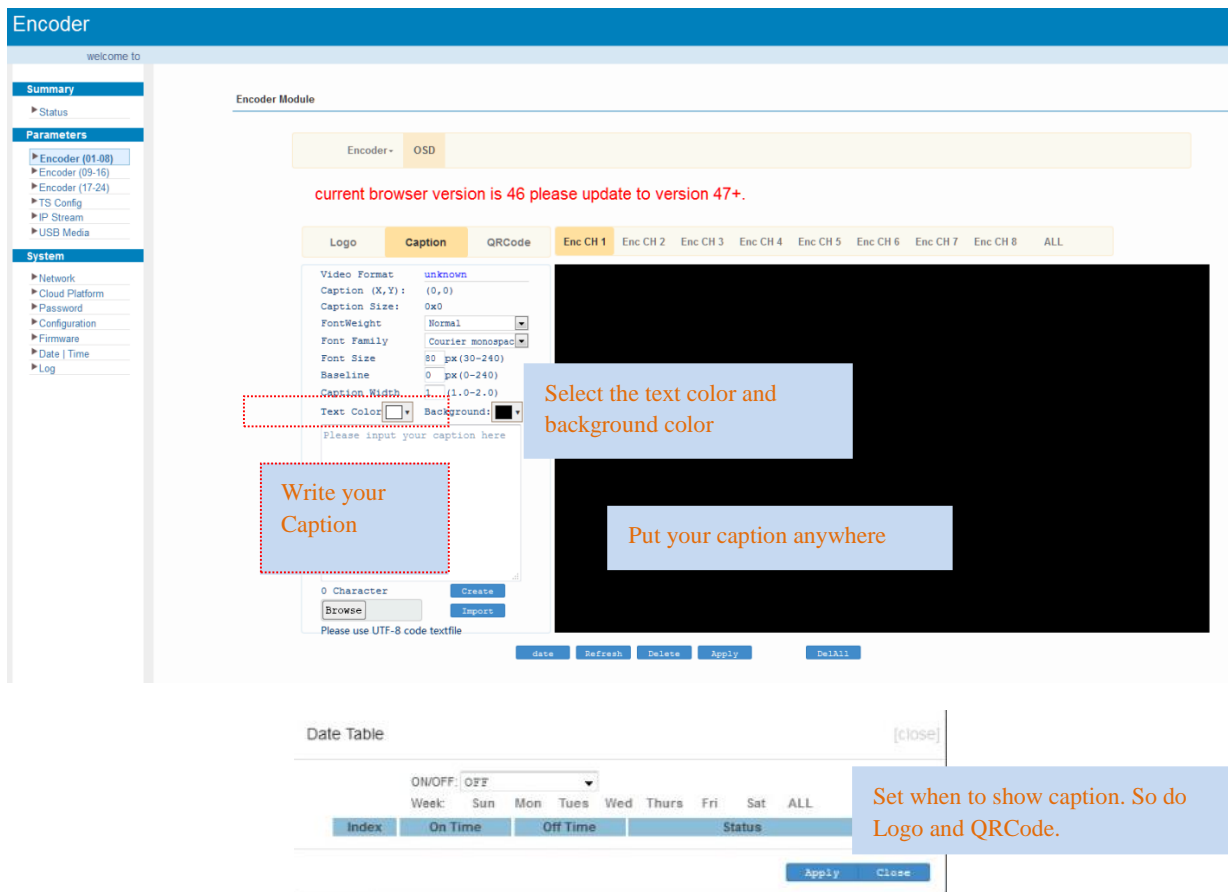 Encoder
welcome to
Summary
Status
Parameters
Encoder (01-08)
Encoder (09-16)
Encoder (17-24)
TS Config
IP Stream
USB Media
System
Network
Cloud Platform
Password
Configuration
Firmware
Date | Time
Log
Encoder Module
Encoder OSD
current browser version is 46 please update to version 47+.
Logo Caption QRCode Enc CH 1 Enc CH 2 Enc CH 3 Enc CH 4 Enc CH 5 Enc CH 6 Enc CH 7 Enc CH 8 ALL
Video Format unknown
Caption (X,Y): (0,0)
Caption Size: 0x0
FontWeight Normal
Font Family Courier monospac
Font Size 80 px(30-240)
Baseline 0 px(0-240)
Caption Width 1 (1.0-2.0)
Text Color Background:
Please input your caption here
Select the text color and
background color
Write your
Caption
Put your caption anywhere
0 Character Create
Browse Import
Please use UTF-8 code textfile
date Refresh Delete Apply DelAll
Date Table [close]
ON/OFF: OFF
Week: Sun Mon Tues Wed Thurs Fri Sat ALL
Index On Time Off Time Status
Set when to show caption. So do
Logo and QRCode.
Apply Close